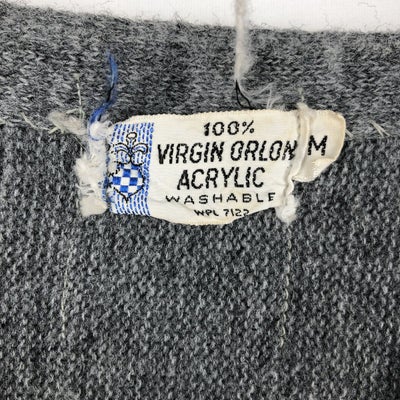 100%
VIRGIN ORLON
ACRYLIC
WASHABLE
WPL 7122
M